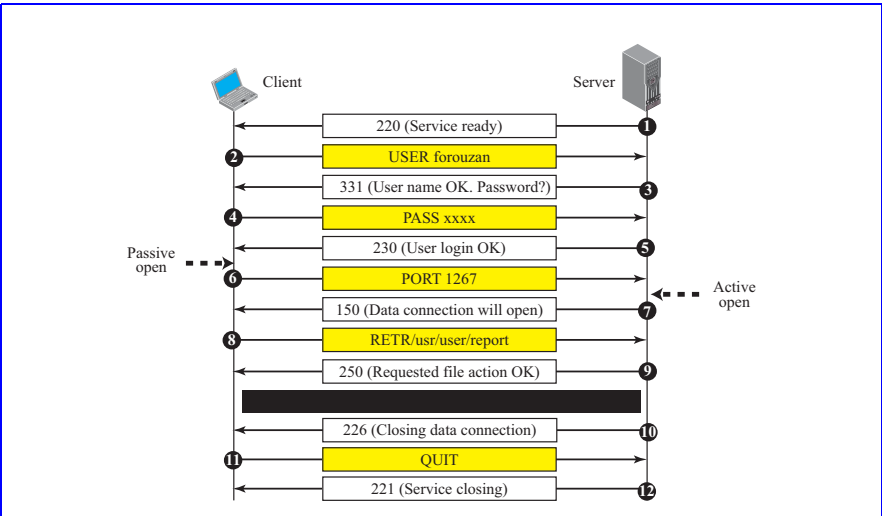 Client
Server
220 (Service ready)
1
2
USER forouzan
331 (User name OK. Password?)
3
4
PASS xxxx
230 (User login OK)
5
Passive
open
6
PORT 1267
Active
open
150 (Data connection will open)
7
8
RETR/usr/user/report
250 (Requested file action OK)
9
226 (Closing data connection)
10
11
QUIT
221 (Service closing)
12